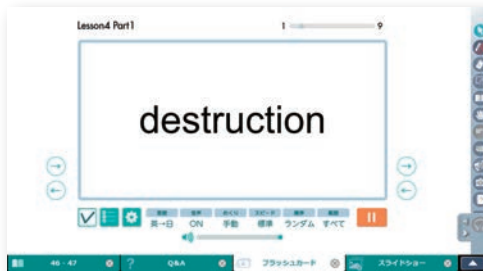 Lesson4 Part1
1 9
destruction
英→日 ON 手動 標準 ランダム すべて
46 - 47 ? Q&A フラッシュカード スライドショー